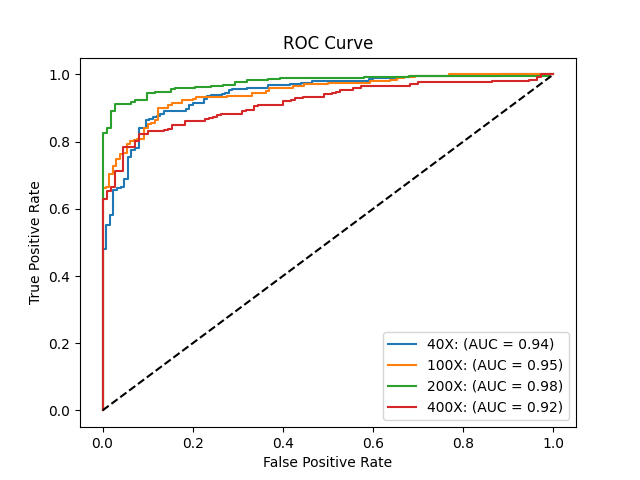 ROC Curve
True Positive Rate
1.0
0.8
0.6
0.4
0.2
0.0
40X: (AUC = 0.94)
100X: (AUC = 0.95)
200X: (AUC = 0.98)
400X: (AUC = 0.92)
0.0 0.2 0.4 0.6 0.8 1.0
False Positive Rate